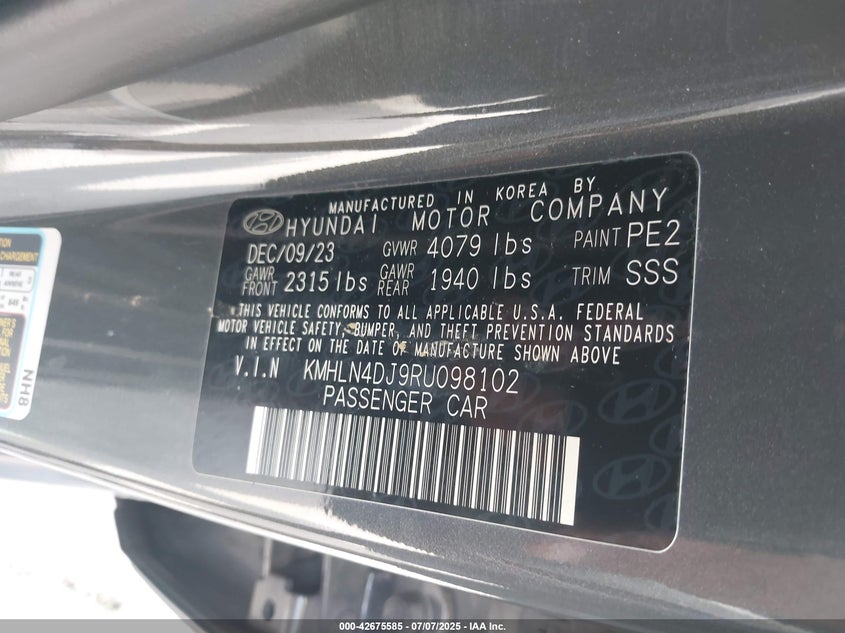 MANUFACTURED IN KOREA BY
HYUNDAI MOTOR COMPANY
DEC/09/23 GVWR 4079 lbs PAINT PE2
GAWR FRONT 2315 lbs GAWR REAR 1940 lbs TRIM SSS
THIS VEHICLE CONFORMS TO ALL APPLICABLE U.S.A. FEDERAL
MOTOR VEHICLE SAFETY, BUMPER, AND THEFT PREVENTION STANDARDS
IN EFFECT ON THE DATE OF MANUFACTURE SHOWN ABOVE
V.I.N KMHLN4DJ9RU098102
PASSENGER CAR
NH8
000-42675585 - 07/07/2025 - IAA Inc.